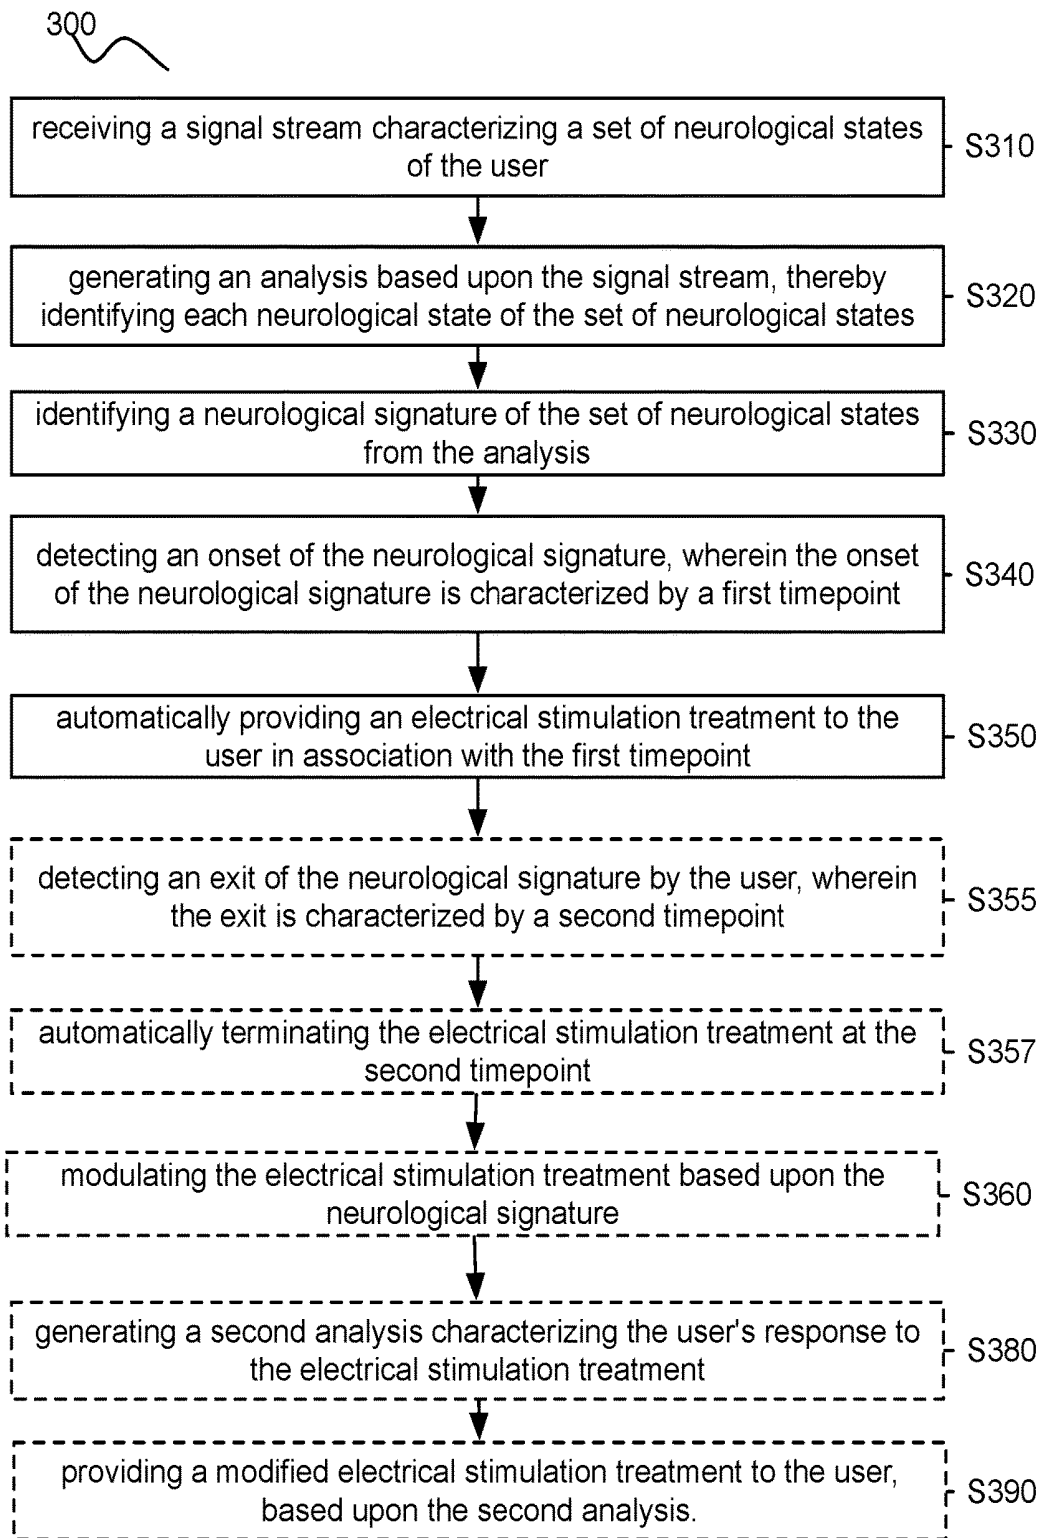 300
receiving a signal stream characterizing a set of neurological states
of the user
S310
generating an analysis based upon the signal stream, thereby
identifying each neurological state of the set of neurological states
S320
identifying a neurological signature of the set of neurological states
from the analysis
S330
detecting an onset of the neurological signature, wherein the onset
of the neurological signature is characterized by a first timepoint
S340
automatically providing an electrical stimulation treatment to the
user in association with the first timepoint
S350
detecting an exit of the neurological signature by the user, wherein
the exit is characterized by a second timepoint
S355
automatically terminating the electrical stimulation treatment at the
second timepoint
S357
modulating the electrical stimulation treatment based upon the
neurological signature
S360
generating a second analysis characterizing the user's response to
the electrical stimulation treatment
S380
providing a modified electrical stimulation treatment to the user,
based upon the second analysis.
S390